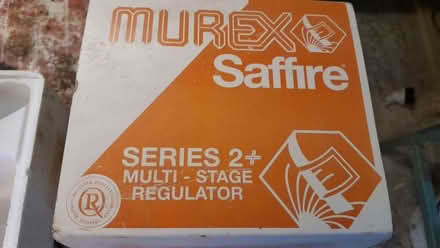 MUREX
Saffire
SERIES 2+
MULTI - STAGE
REGULATOR